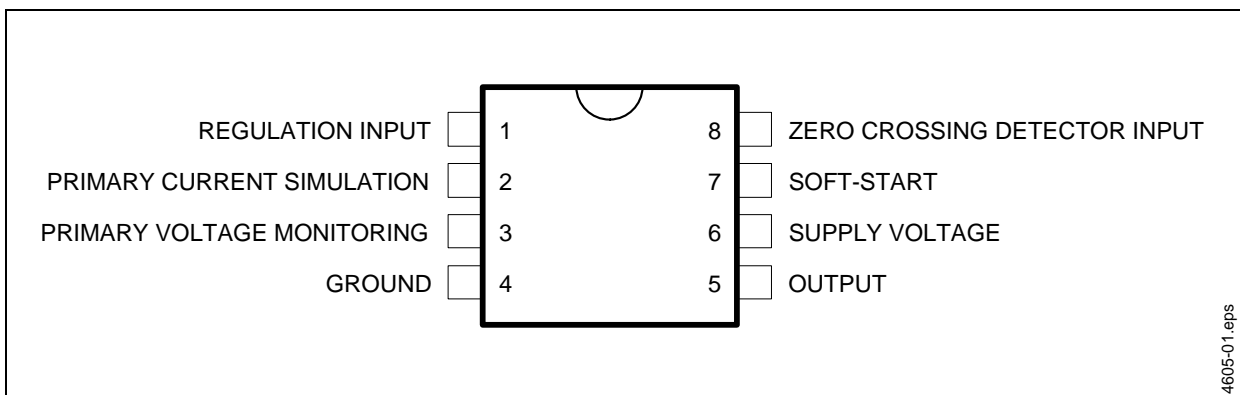 REGULATION INPUT 1 8 ZERO CROSSING DETECTOR INPUT
PRIMARY CURRENT SIMULATION 2 7 SOFT-START
PRIMARY VOLTAGE MONITORING 3 6 SUPPLY VOLTAGE
GROUND 4 5 OUTPUT
4605-01.eps